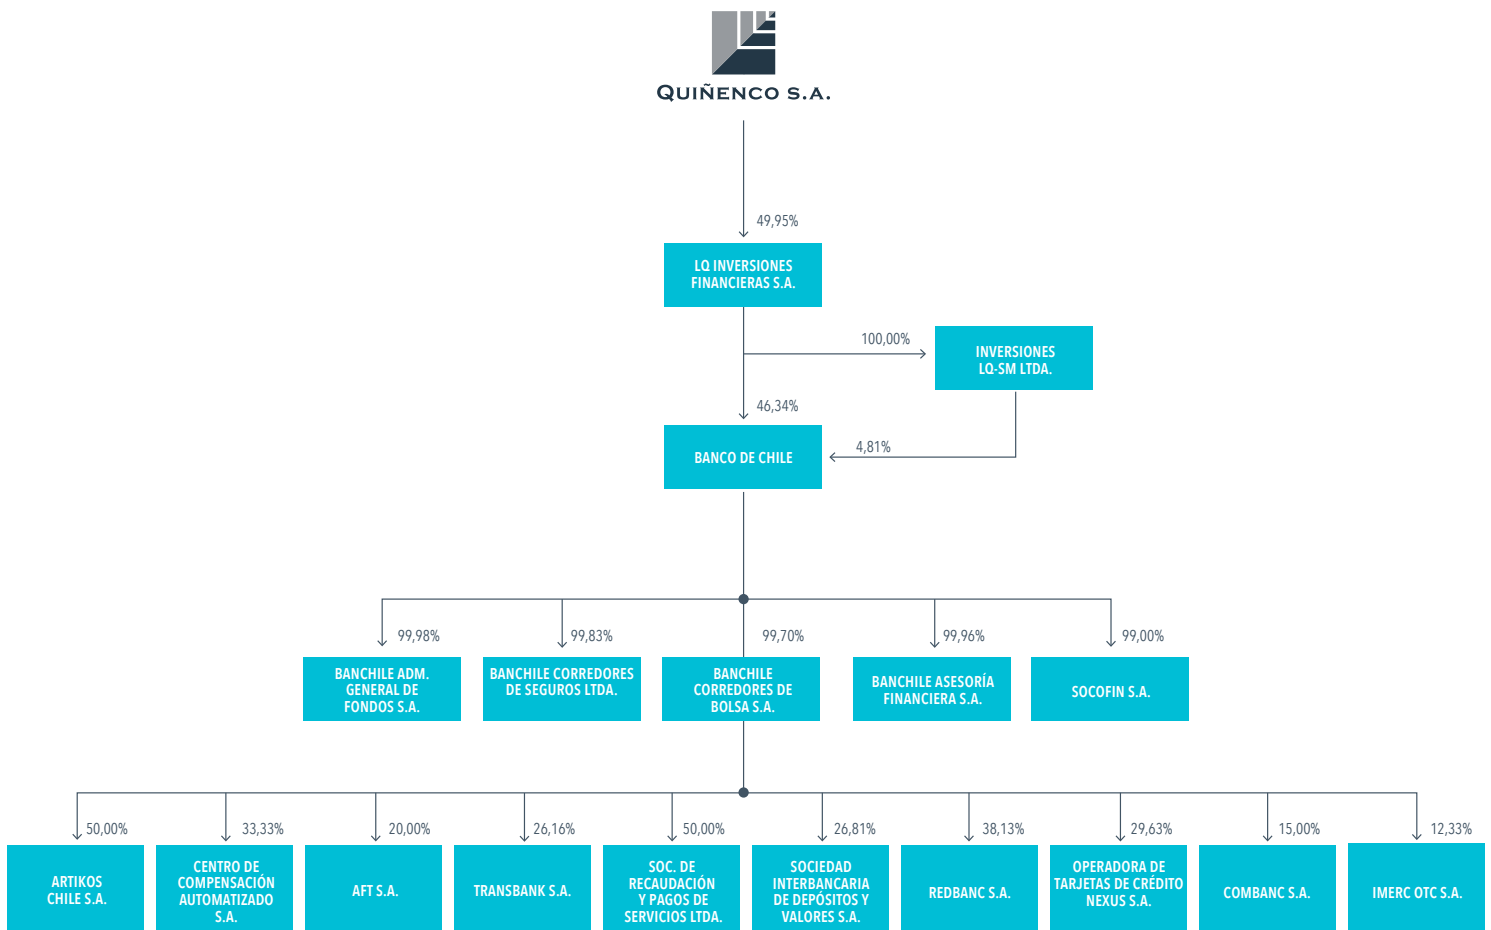 QUIÑENCO S.A.
49,95%
LQ INVERSIONES
FINANCIERAS S.A.
100,00%
INVERSIONES
LQ-SM LTDA.
46,34%
4,81%
BANCO DE CHILE
99,98%
99,83%
99,70%
99,96%
99,00%
BANCHILE ADM.
GENERAL DE
FONDOS S.A.
BANCHILE CORREDORES
DE SEGUROS LTDA.
BANCHILE
CORREDORES DE
BOLSA S.A.
BANCHILE ASESORÍA
FINANCIERA S.A.
SOCOFIN S.A.
50,00%
33,33%
20,00%
26,16%
50,00%
26,81%
38,13%
29,63%
15,00%
12,33%
ARTIKOS
CHILE S.A.
CENTRO DE
COMPENSACIÓN
AUTOMATIZADO
S.A.
AFT S.A.
TRANSBANK S.A.
SOC. DE
RECAUDACIÓN
Y PAGOS DE
SERVICIOS LTDA.
SOCIEDAD
INTERBANCARIA
DE DEPÓSITOS Y
VALORES S.A.
REDBANC S.A.
OPERADORA DE
TARJETAS DE CRÉDITO
NEXUS S.A.
COMBANC S.A.
IMERC OTC S.A.